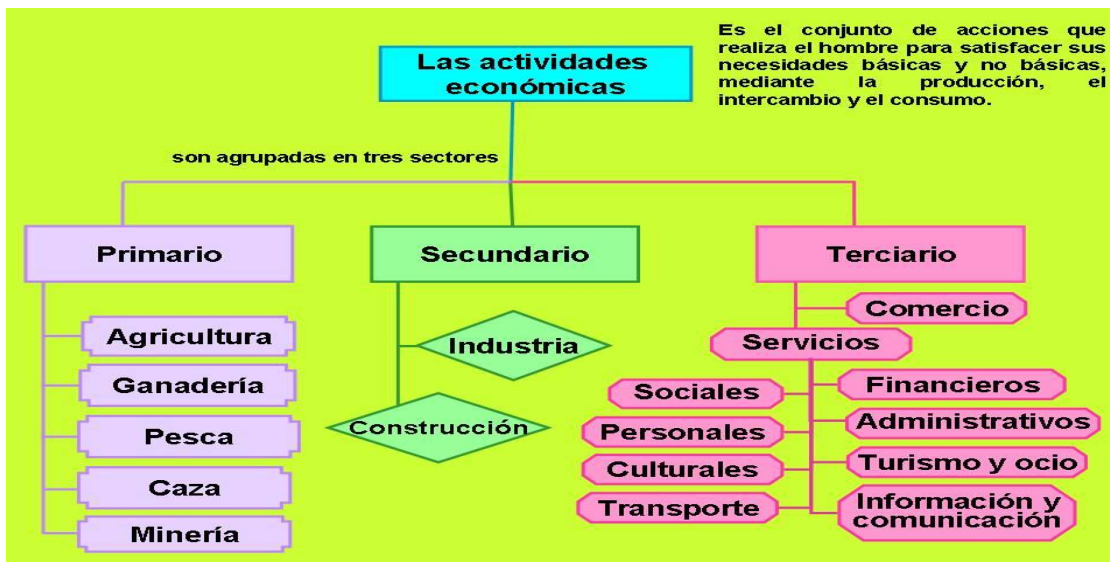 Las actividades
económicas
Es el conjunto de acciones que
realiza el hombre para satisfacer sus
necesidades básicas y no básicas,
mediante la producción, el
intercambio y el consumo.
son agrupadas en tres sectores
Primario
Agricultura
Ganadería
Pesca
Caza
Minería
Secundario
Industria
Construcción
Terciario
Comercio
Servicios
Sociales
Personales
Culturales
Transporte
Financieros
Administrativos
Turismo y ocio
Información y
comunicación